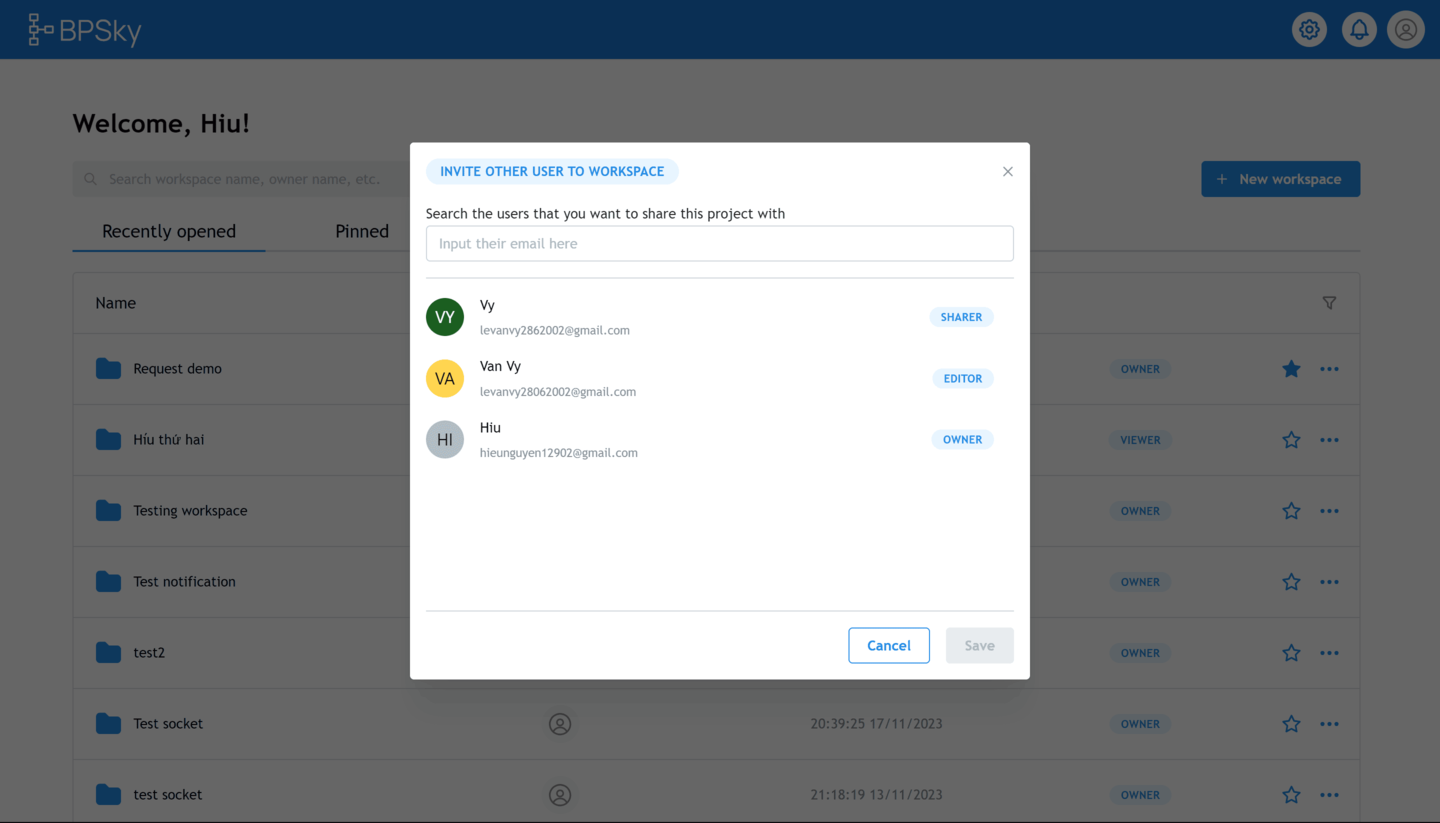 BPSky
Welcome, Hiu!
Search workspace name, owner name, etc.
New workspace
Recently opened
Pinned
Name
Request demo
OWNER
Híu thứ hai
VIEWER
Testing workspace
OWNER
Test notification
OWNER
test2
OWNER
Test socket
20:39:25 17/11/2023
OWNER
test socket
21:18:19 13/11/2023
OWNER
INVITE OTHER USER TO WORKSPACE
Search the users that you want to share this project with
Input their email here
VY
Vy
levanvy2862002@gmail.com
SHARER
VA
Van Vy
levanvy28062002@gmail.com
EDITOR
HI
Hiu
hieunguyen12902@gmail.com
OWNER
Cancel
Save